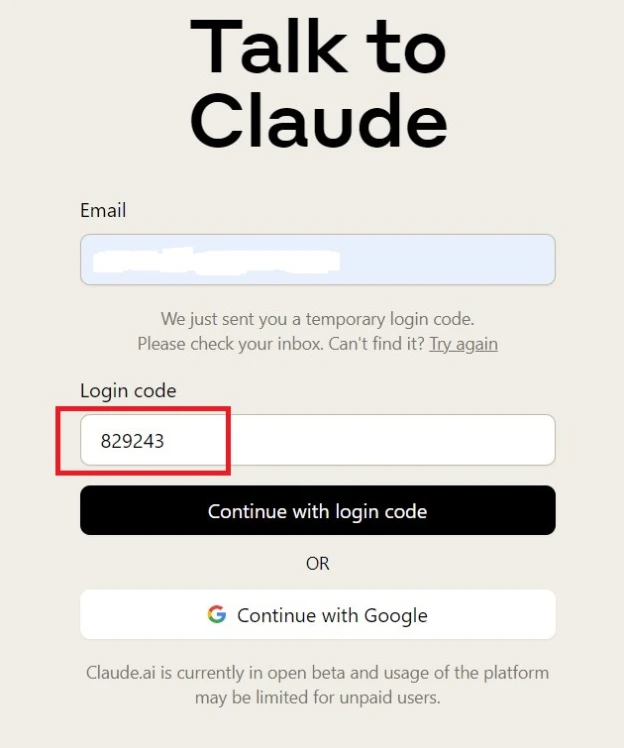 Talk to
Claude
Email
We just sent you a temporary login code.
Please check your inbox. Can't find it? Try again
Login code
829243
Continue with login code
OR
Continue with Google
Claude.ai is currently in open beta and usage of the platform
may be limited for unpaid users.